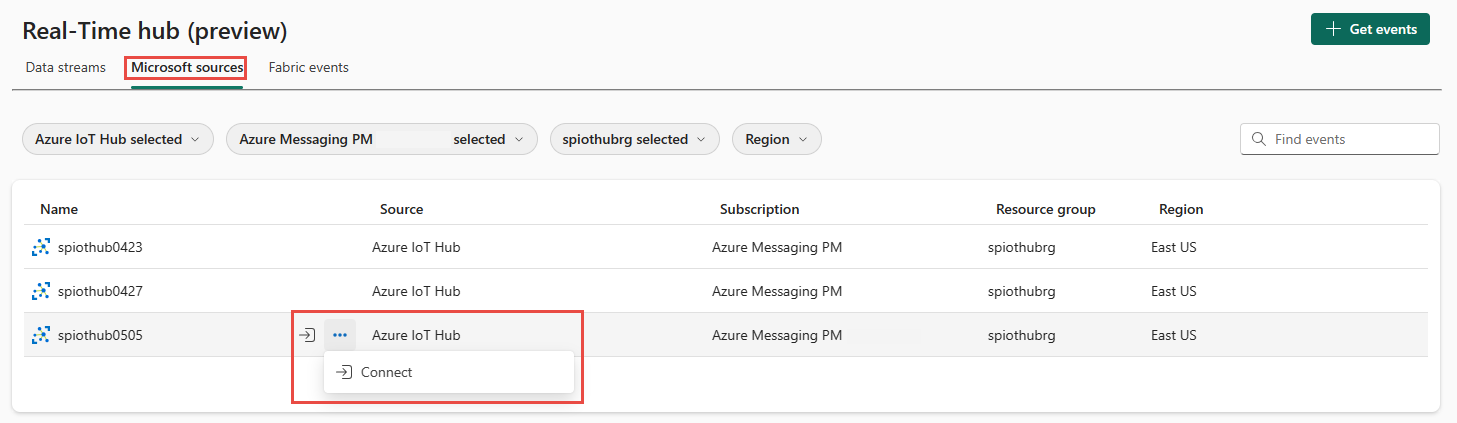 Real-Time hub (preview)
Get events
Data streams Microsoft sources Fabric events
Azure IoT Hub selected Azure Messaging PM selected spiothubrg selected Region Find events
Name Source Subscription Resource group Region
spiothub0423 Azure IoT Hub Azure Messaging PM spiothubrg East US
spiothub0427 Azure IoT Hub Azure Messaging PM spiothubrg East US
spiothub0505 Azure IoT Hub Azure Messaging PM spiothubrg East US
Connect